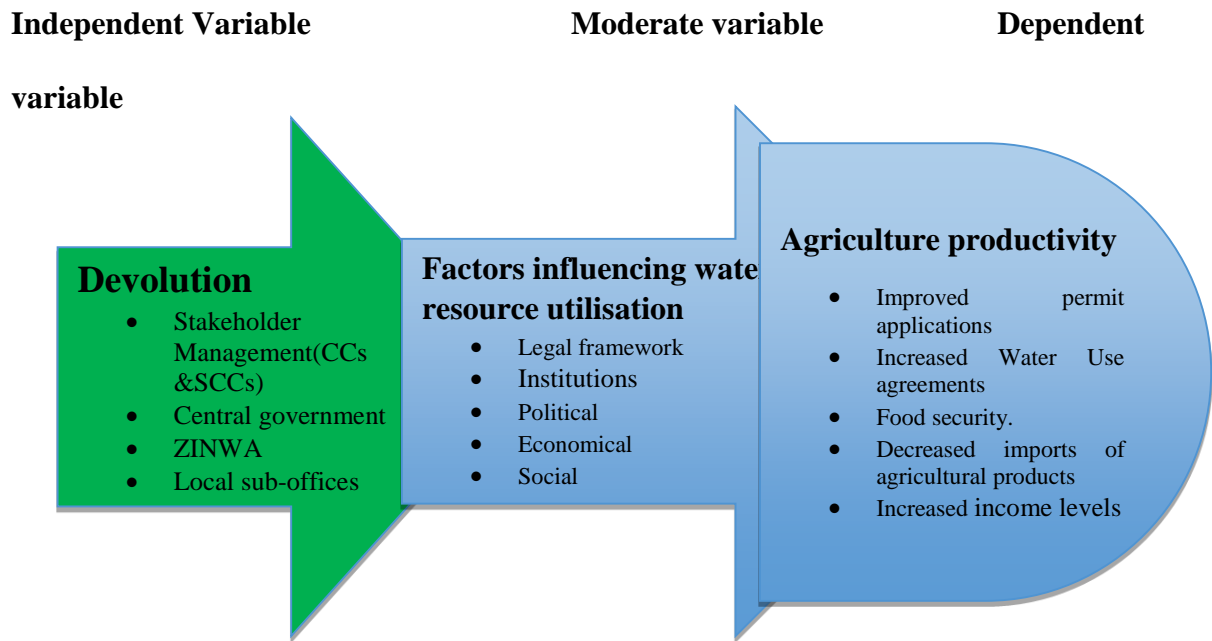 Independent Variable Moderate variable Dependent
variable
Devolution
• Stakeholder
Management(CCs
&SCCs)
• Central government
• ZINWA
• Local sub-offices
Factors influencing wate
resource utilisation
• Legal framework
• Institutions
• Political
• Economical
• Social
Agriculture productivity
• Improved permit
applications
• Increased Water Use
agreements
• Food security.
• Decreased imports of
agricultural products
• Increased income levels